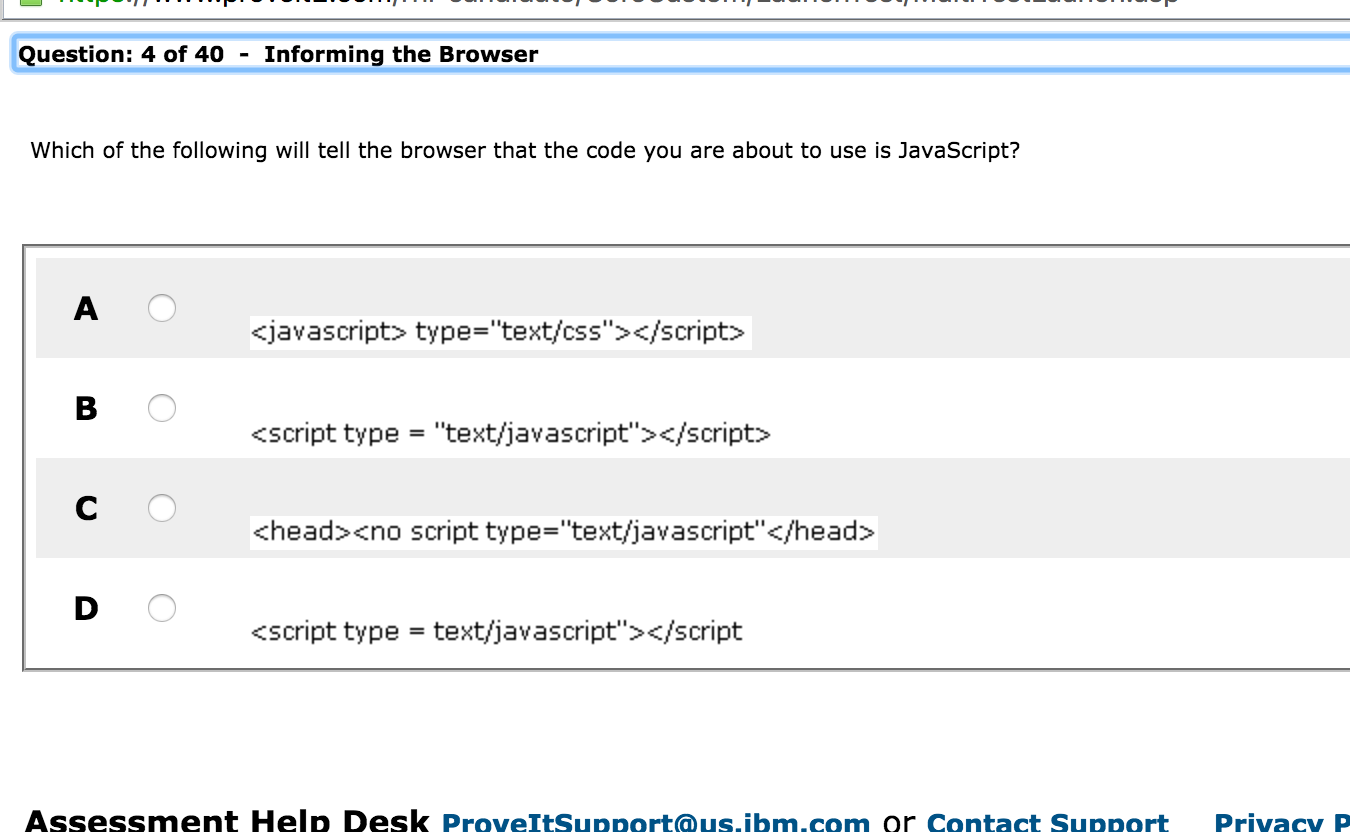 Question: 4 of 40 - Informing the Browser
Which of the following will tell the browser that the code you are about to use is JavaScript?
A
<javascript> type="text/css"></script>
B
<script type = "text/javascript"></script>
C
<head><no script type="text/javascript"</head>
D
<script type = text/javascript"></script
Assessment Help Desk ProveItSupport@us.ibm.com or Contact Support Privacy P